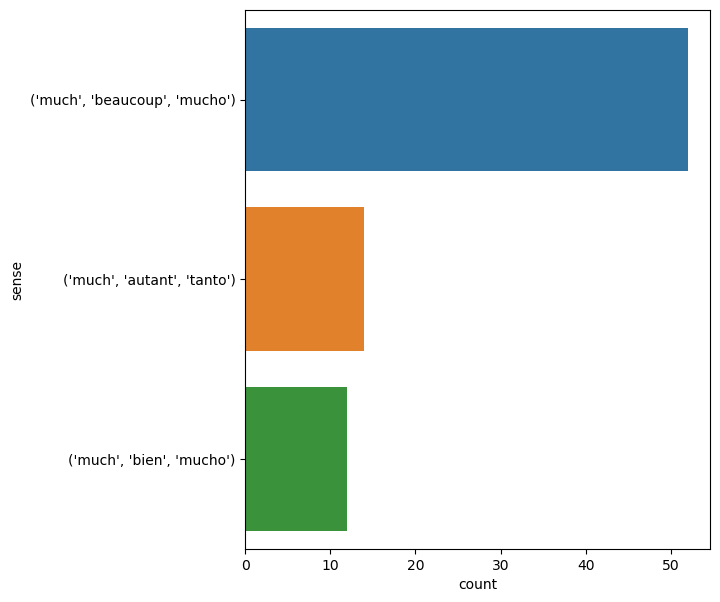 ('much', 'beaucoup', 'mucho')
('much', 'autant', 'tanto')
('much', 'bien', 'mucho')
sense
0 10 20 30 40 50
count